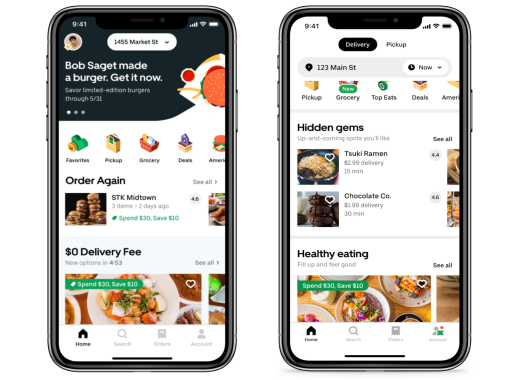 9:41
1455 Market St
Bob Saget made
a burger. Get it now.
Savor limited-edition burgers
through 5/31
Favorites Pickup Grocery Deals Ameri
Order Again
See all
STK Midtown
4.6
3 items • 2 days ago
Spend $30, Save $10
$0 Delivery Fee
New options in 4:53
See all
Spend $30, Save $10
Home Search Orders Account
9:41
Delivery Pickup
123 Main St
Now
New
Pickup Grocery Top Eats Deals Ameri
Hidden gems
Up-and-coming spots you'll like
See all
Tsuki Ramen
4.4
$2.99 delivery
15 min
Chocolate Co.
4.6
$1.99 delivery
30 min
Healthy eating
Fill up and feel good
See all
Spend $30, Save $10
Home Search Orders Account